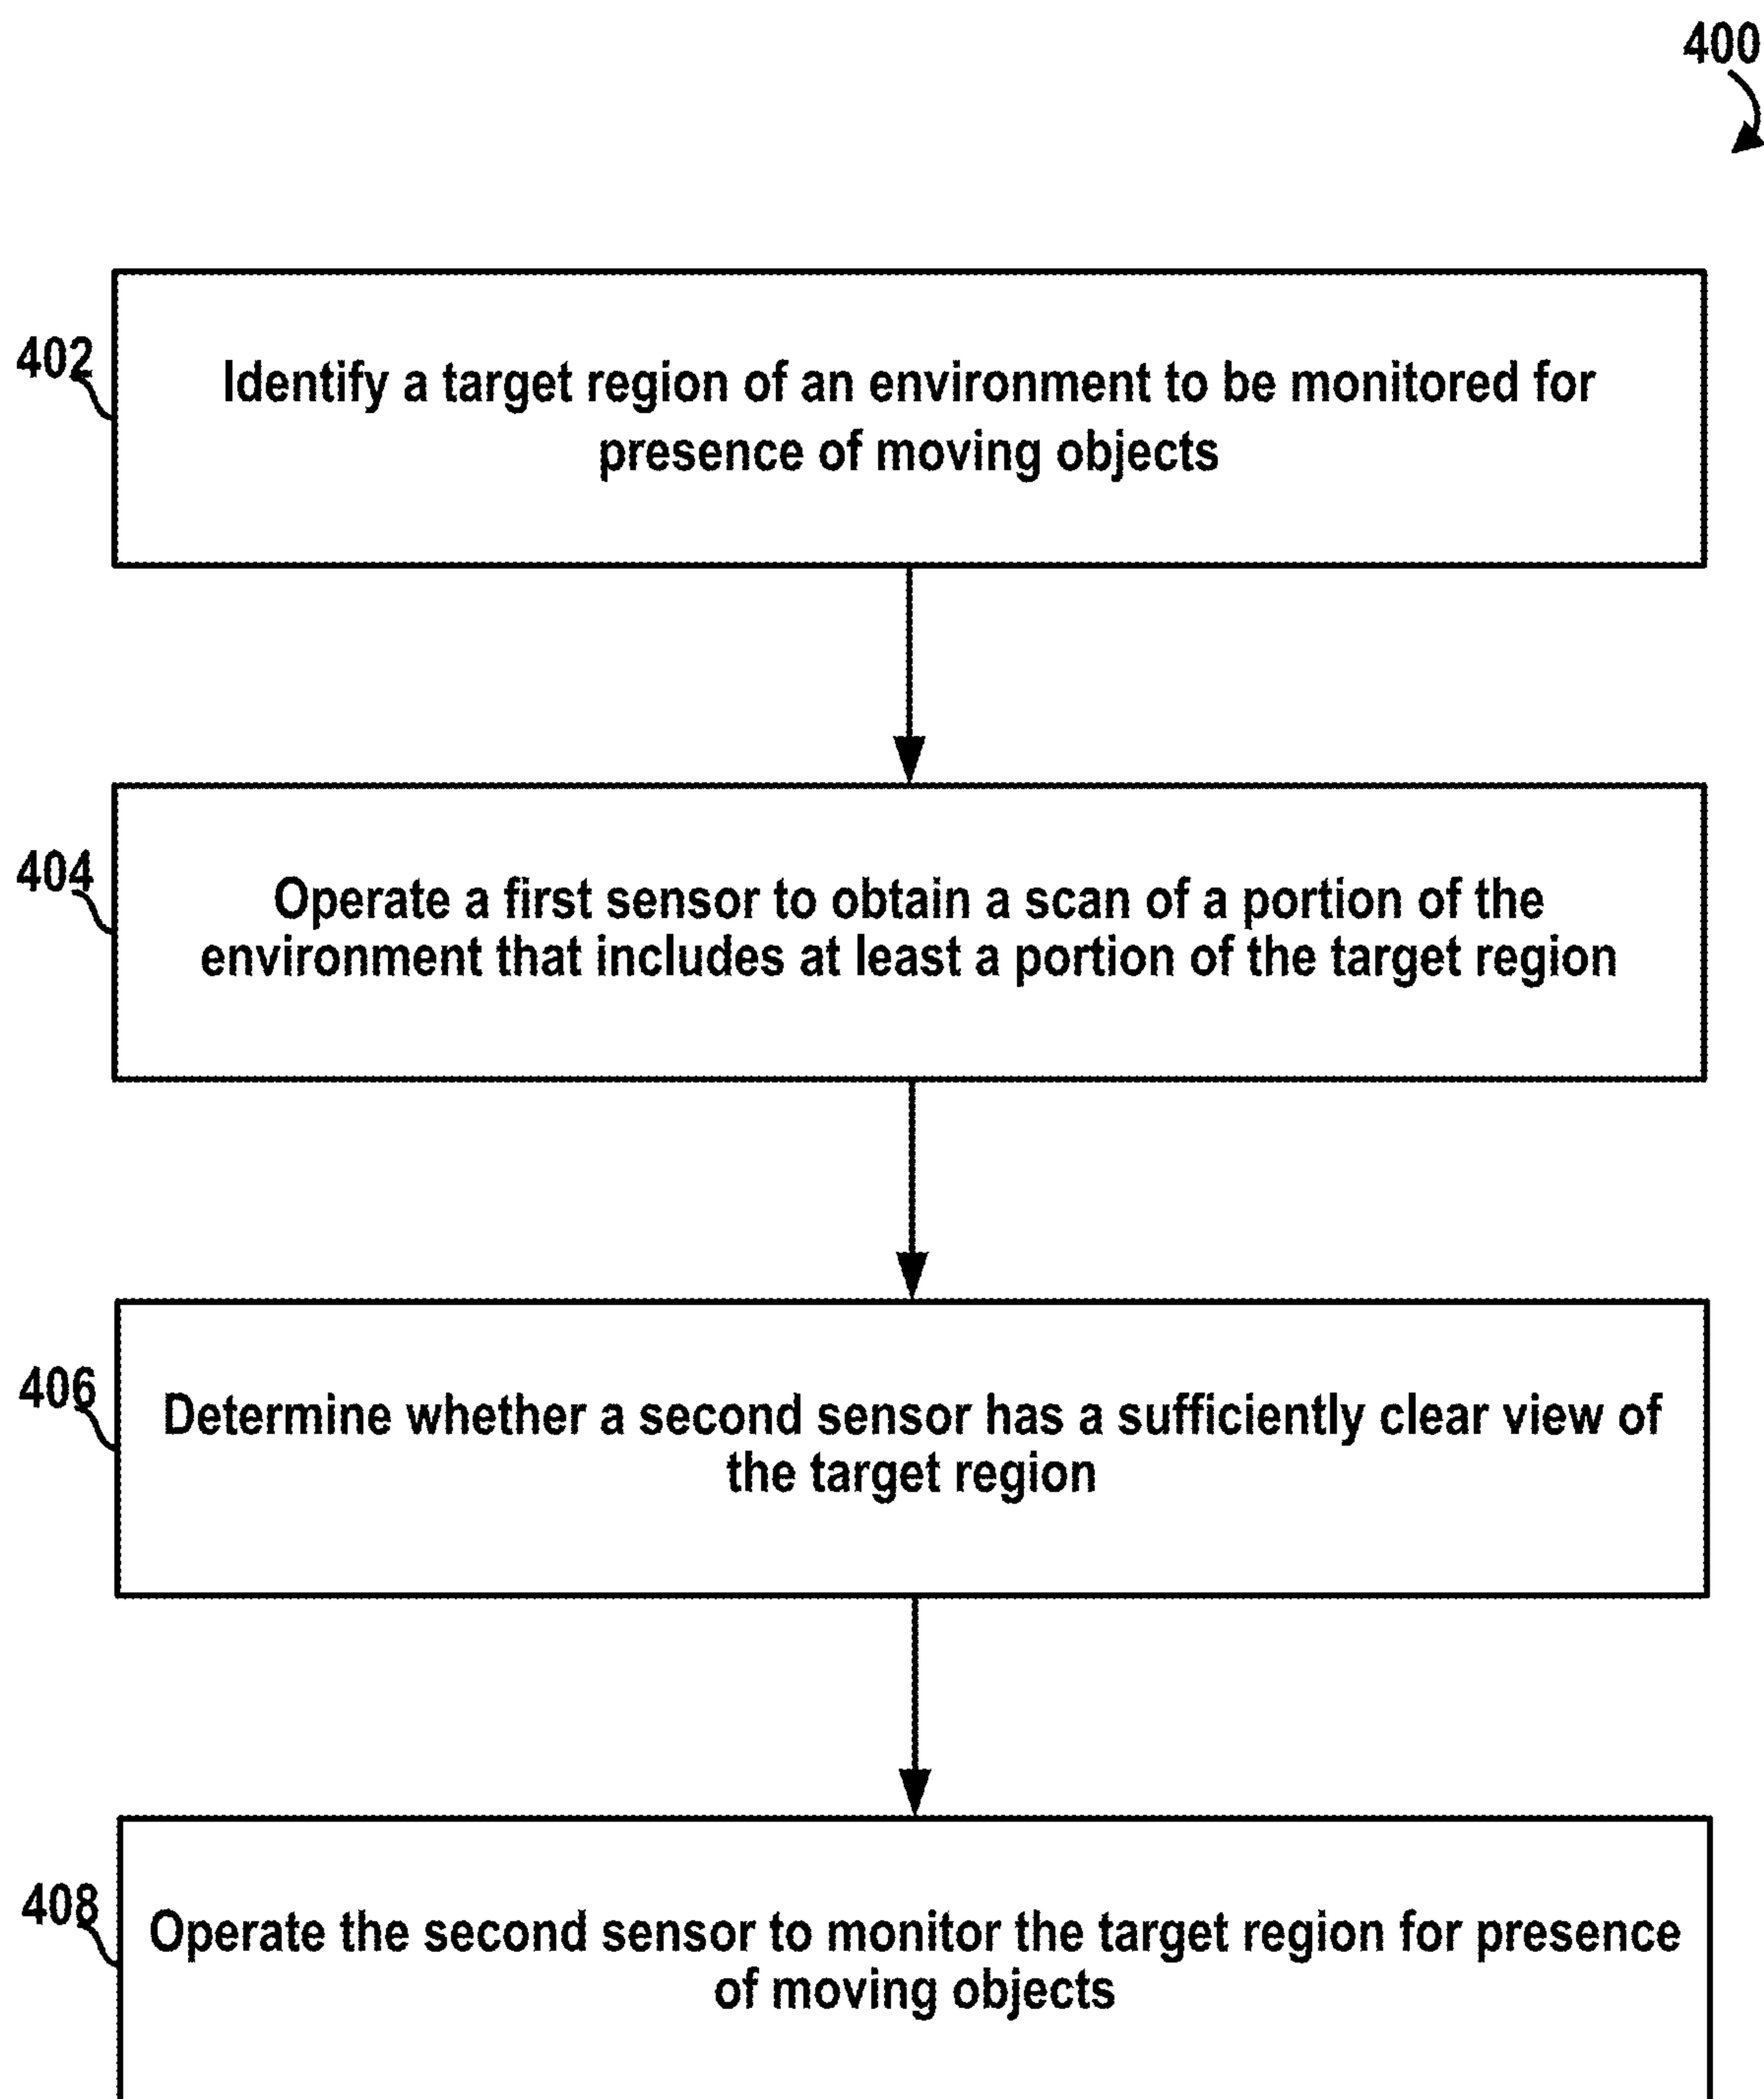 400
402
Identify a target region of an environment to be monitored for
presence of moving objects
404
Operate a first sensor to obtain a scan of a portion of the
environment that includes at least a portion of the target region
406
Determine whether a second sensor has a sufficiently clear view of
the target region
408
Operate the second sensor to monitor the target region for presence
of moving objects